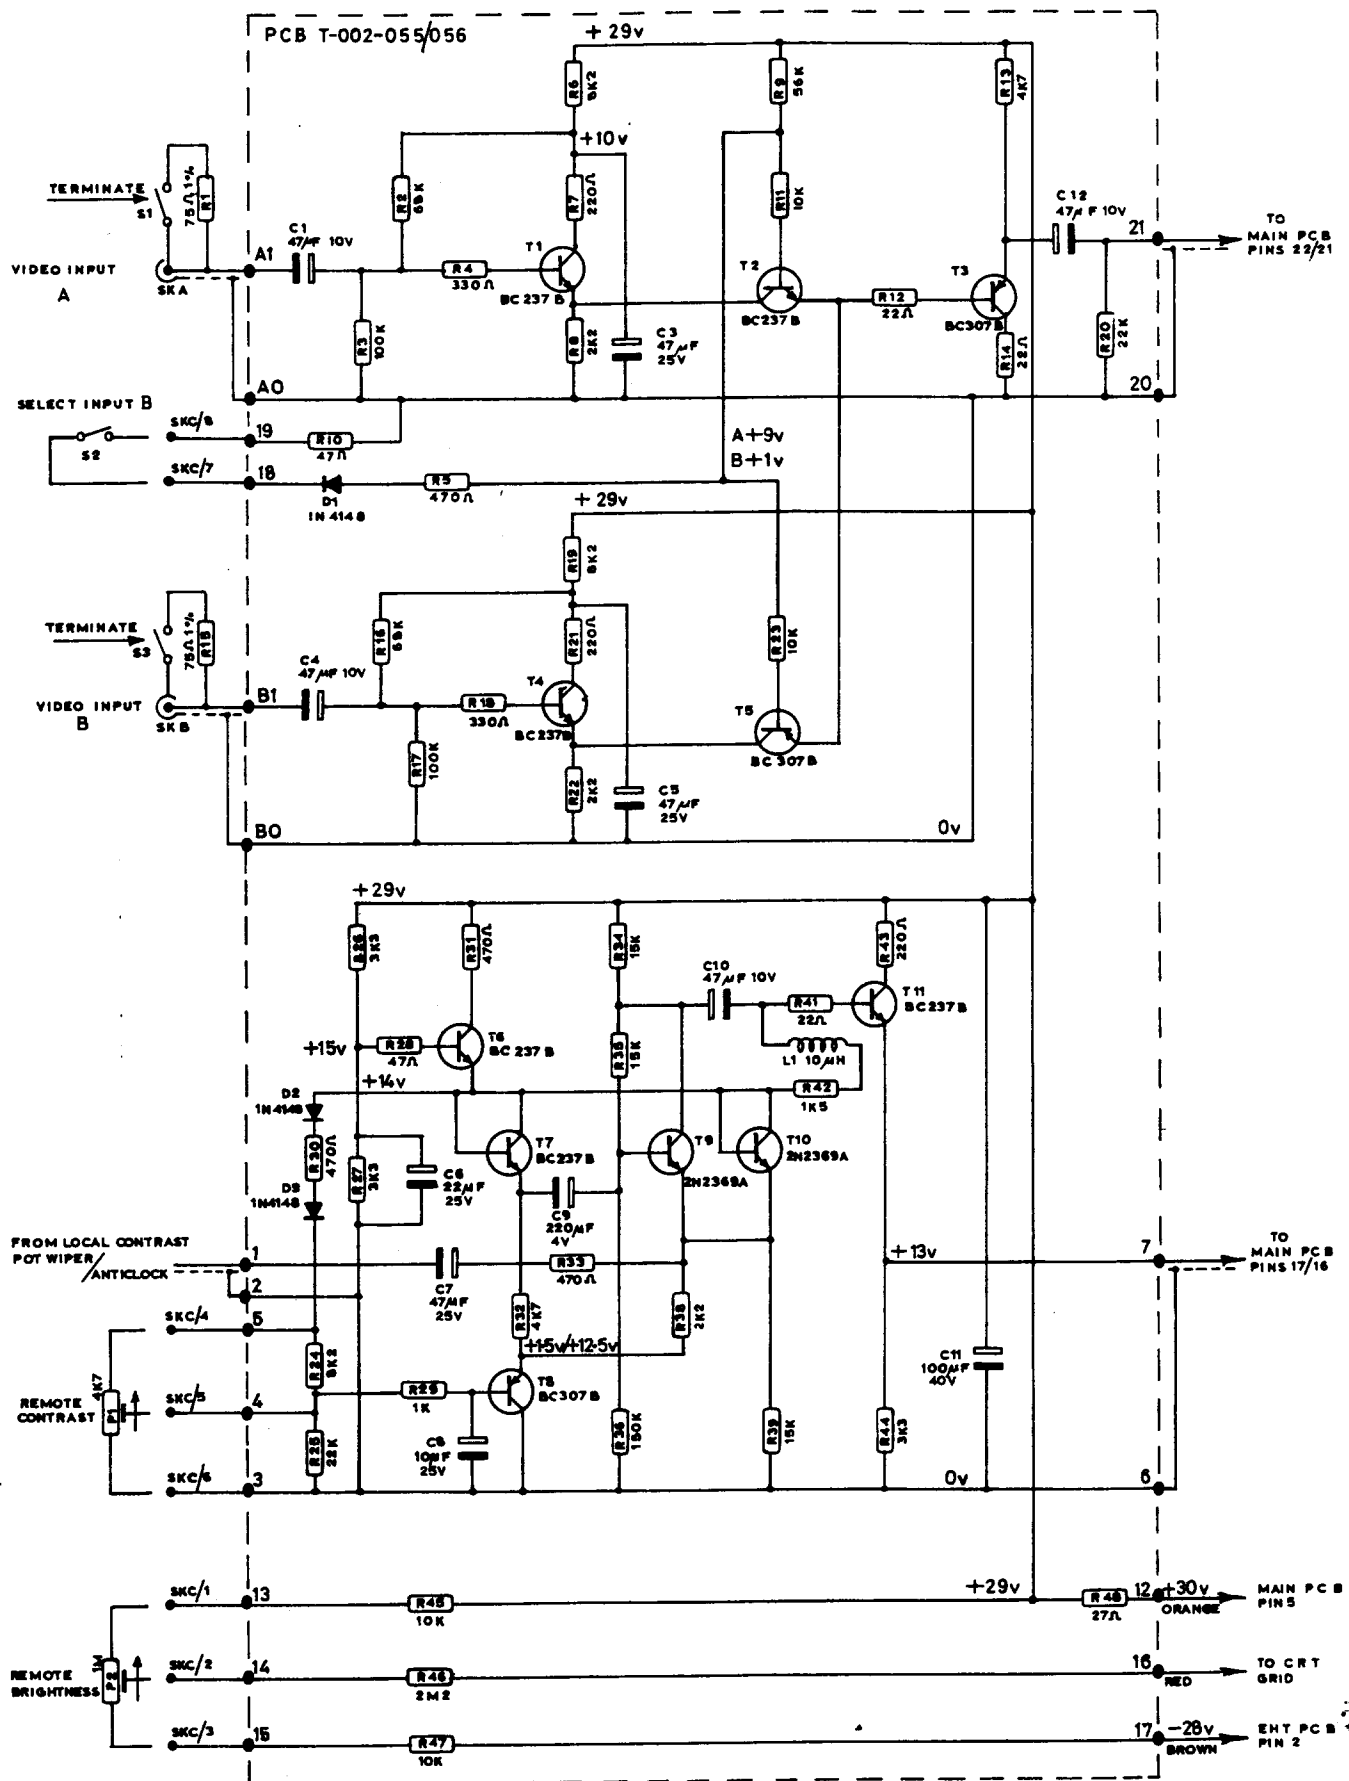 PCB T-002-055/056
+ 29v
R6
8K2
R9
56K
R13
4K7
+10v
TERMINATE
S1
75Ω 1%
R1
R2
68K
R7
220Ω
R11
10K
C1
47µF 10V
C12
47µF 10V
VIDEO INPUT
A
SKA
A1
R4
330Ω
T1
BC 237 B
T2
BC237 B
R12
22Ω
T3
BC307B
21
TO
MAIN PCB
PINS 22/21
R3
100K
R8
2K2
C3
47µF
25V
R14
22Ω
R20
22K
A0
20
SELECT INPUT B
S2
SKC/8
19
R10
47Ω
SKC/7
18
D1
1N 4148
R5
470Ω
A+9v
B+1v
+ 29v
R19
8K2
TERMINATE
S3
75Ω 1%
R15
R16
68K
R21
220Ω
R23
10K
C4
47µF 10V
VIDEO INPUT
B
SKB
B1
R18
330Ω
T4
BC237B
T5
BC 307B
R17
100K
R22
2K2
C5
47µF
25V
B0
0v
+29v
R26
3K3
R31
470Ω
R34
15K
R43
220Ω
C10
47µF 10V
R41
22Ω
T11
BC237B
+15v
R28
47Ω
T6
BC 237 B
R35
15K
L1 10µH
+14v
R42
1K5
D2
1N4148
R30
470Ω
D3
1N4148
R27
3K3
C6
22µF
25V
T7
BC237B
T9
2N2369A
T10
2N2369A
C9
220µF
4V
FROM LOCAL CONTRAST
POT WIPER/
ANTICLOCK
1
2
C7
47µF
25V
R33
470Ω
+13v
7
TO
MAIN PCB
PINS 17/16
R32
4K7
R38
2K2
SKC/4
5
R24
8K2
+1·5v/+12·5v
C11
100µF
40V
REMOTE
CONTRAST
4K7
P1
SKC/5
4
R29
1K
T8
BC307B
R25
22K
C8
10µF
25V
R36
150K
R39
15K
R44
3K3
SKC/6
3
0v
6
SKC/1
13
R45
10K
+29v
R48
27Ω
12
+30v
ORANGE
MAIN PCB
PIN 5
REMOTE
BRIGHTNESS
1M
P2
SKC/2
14
R46
2M2
16
RED
TO CRT
GRID
SKC/3
15
R47
10K
17
-28v
BROWN
EHT PCB
PIN 2